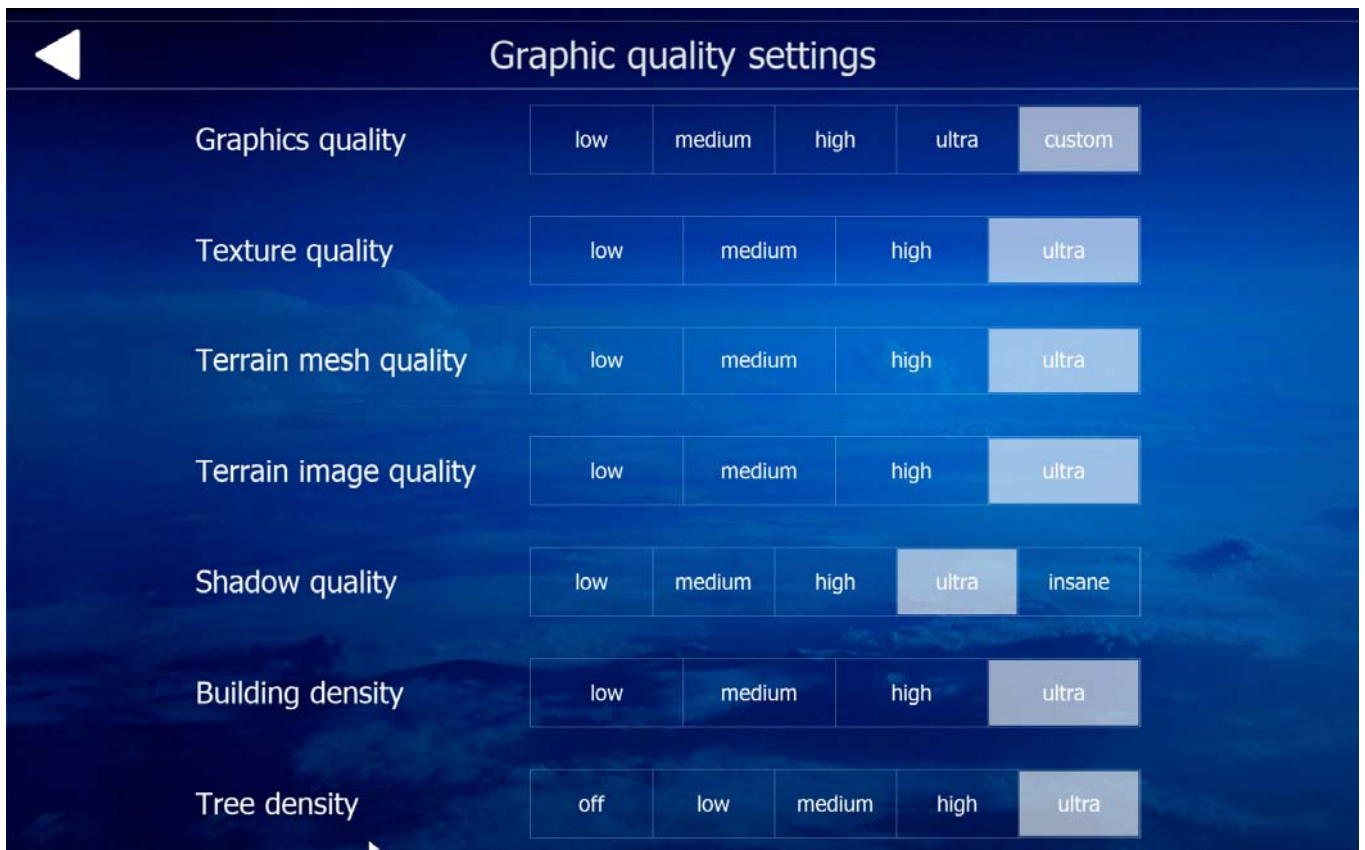 Graphic quality settings
Graphics quality low medium high ultra custom
Texture quality low medium high ultra
Terrain mesh quality low medium high ultra
Terrain image quality low medium high ultra
Shadow quality low medium high ultra insane
Building density low medium high ultra
Tree density off low medium high ultra